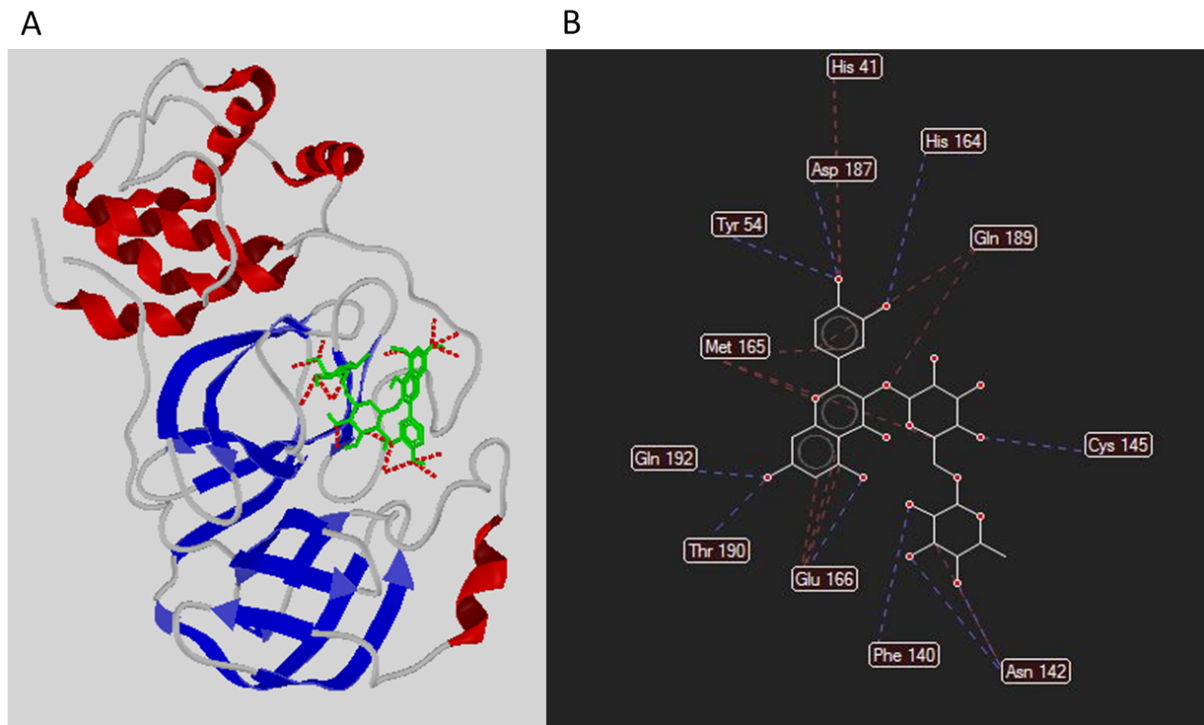 A
B
His 41
His 164
Asp 187
Tyr 54
Gln 189
Met 165
Cys 145
Gln 192
Thr 190
Glu 166
Phe 140
Asn 142